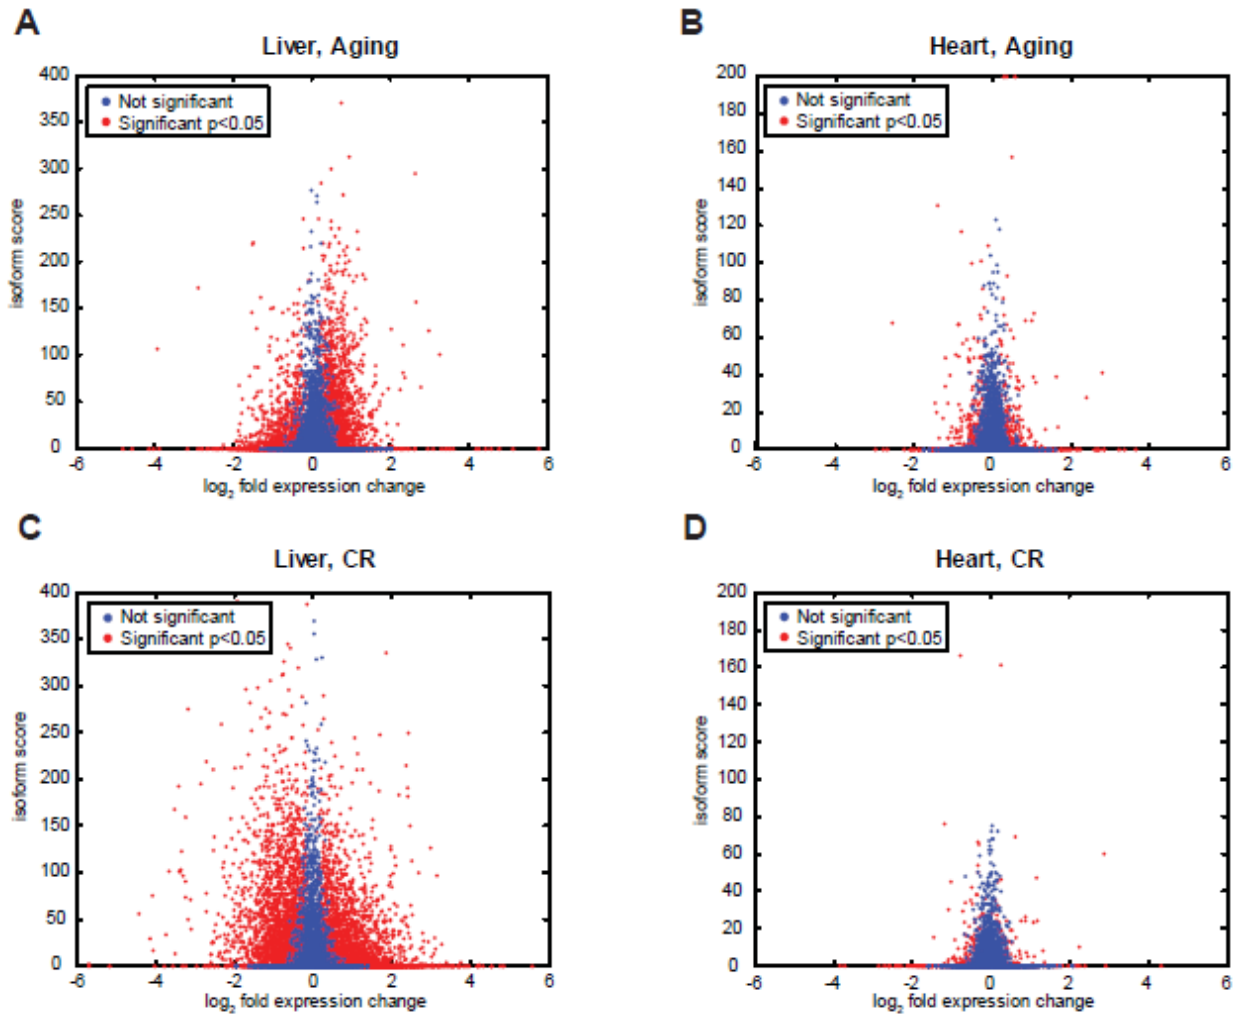 A
Liver, Aging
400
350
300
250
200
150
100
50
0
isoform score
Not significant
Significant p<0.05
-6 -4 -2 0 2 4 6
log2 fold expression change
B
Heart, Aging
200
180
160
140
120
100
80
60
40
20
0
isoform score
Not significant
Significant p<0.05
-6 -4 -2 0 2 4 6
log2 fold expression change
C
Liver, CR
400
350
300
250
200
150
100
50
0
isoform score
Not significant
Significant p<0.05
-6 -4 -2 0 2 4 6
log2 fold expression change
D
Heart, CR
200
180
160
140
120
100
80
60
40
20
0
isoform score
Not significant
Significant p<0.05
-6 -4 -2 0 2 4 6
log2 fold expression change